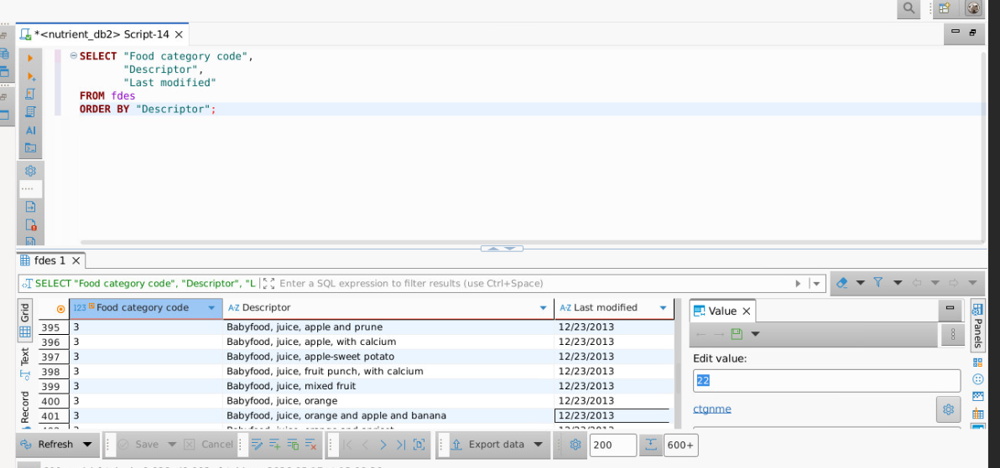 *<nutrient_db2> Script-14
SELECT "Food category code",
"Descriptor",
"Last modified"
FROM fdes
ORDER BY "Descriptor";
AI
fdes 1
SELECT "Food category code", "Descriptor", "L
Enter a SQL expression to filter results (use Ctrl+Space)
Grid
Text
Record
123 Food category code A-Z Descriptor A-Z Last modified
395 3 Babyfood, juice, apple and prune 12/23/2013
396 3 Babyfood, juice, apple, with calcium 12/23/2013
397 3 Babyfood, juice, apple-sweet potato 12/23/2013
398 3 Babyfood, juice, fruit punch, with calcium 12/23/2013
399 3 Babyfood, juice, mixed fruit 12/23/2013
400 3 Babyfood, juice, orange 12/23/2013
401 3 Babyfood, juice, orange and apple and banana 12/23/2013
Value
Edit value:
22
ctgnme
Panels
Refresh Save Cancel Export data 200 600+